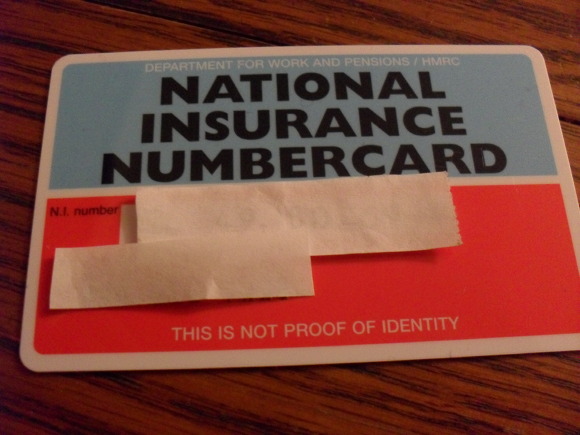 DEPARTMENT FOR WORK AND PENSIONS / HMRC
NATIONAL
INSURANCE
NUMBERCARD
N.I. number
THIS IS NOT PROOF OF IDENTITY